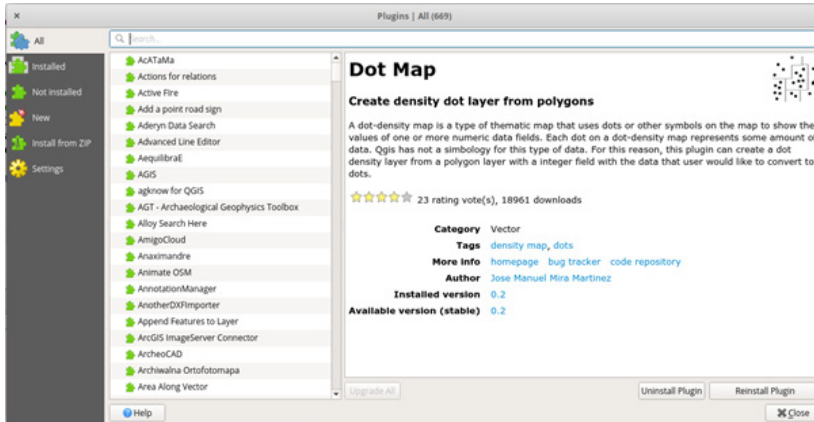 Plugins | All (669)
All
Installed
Not installed
New
Install from ZIP
Settings
Search...
AcATaMa
Actions for relations
Active Fire
Add a point road sign
Aderyn Data Search
Advanced Line Editor
AequilibraE
AGIS
agknow for QGIS
AGT - Archaeological Geophysics Toolbox
Alloy Search Here
AmigoCloud
Anaximandre
Animate OSM
AnnotationManager
AnotherDXFImporter
Append Features to Layer
ArcGIS ImageServer Connector
ArcheoCAD
Archiwalna Ortofotomapa
Area Along Vector
Dot Map
Create density dot layer from polygons
A dot-density map is a type of thematic map that uses dots or other symbols on the map to show the
values of one or more numeric data fields. Each dot on a dot-density map represents some amount of
data. Qgis has not a simbology for this type of data. For this reason, this plugin can create a dot
density layer from a polygon layer with a integer field with the data that user would like to convert to
dots.
23 rating vote(s), 18961 downloads
Category Vector
Tags density map, dots
More info homepage bug tracker code repository
Author Jose Manuel Mira Martinez
Installed version 0.2
Available version (stable) 0.2
Upgrade All Uninstall Plugin Reinstall Plugin
Help Close